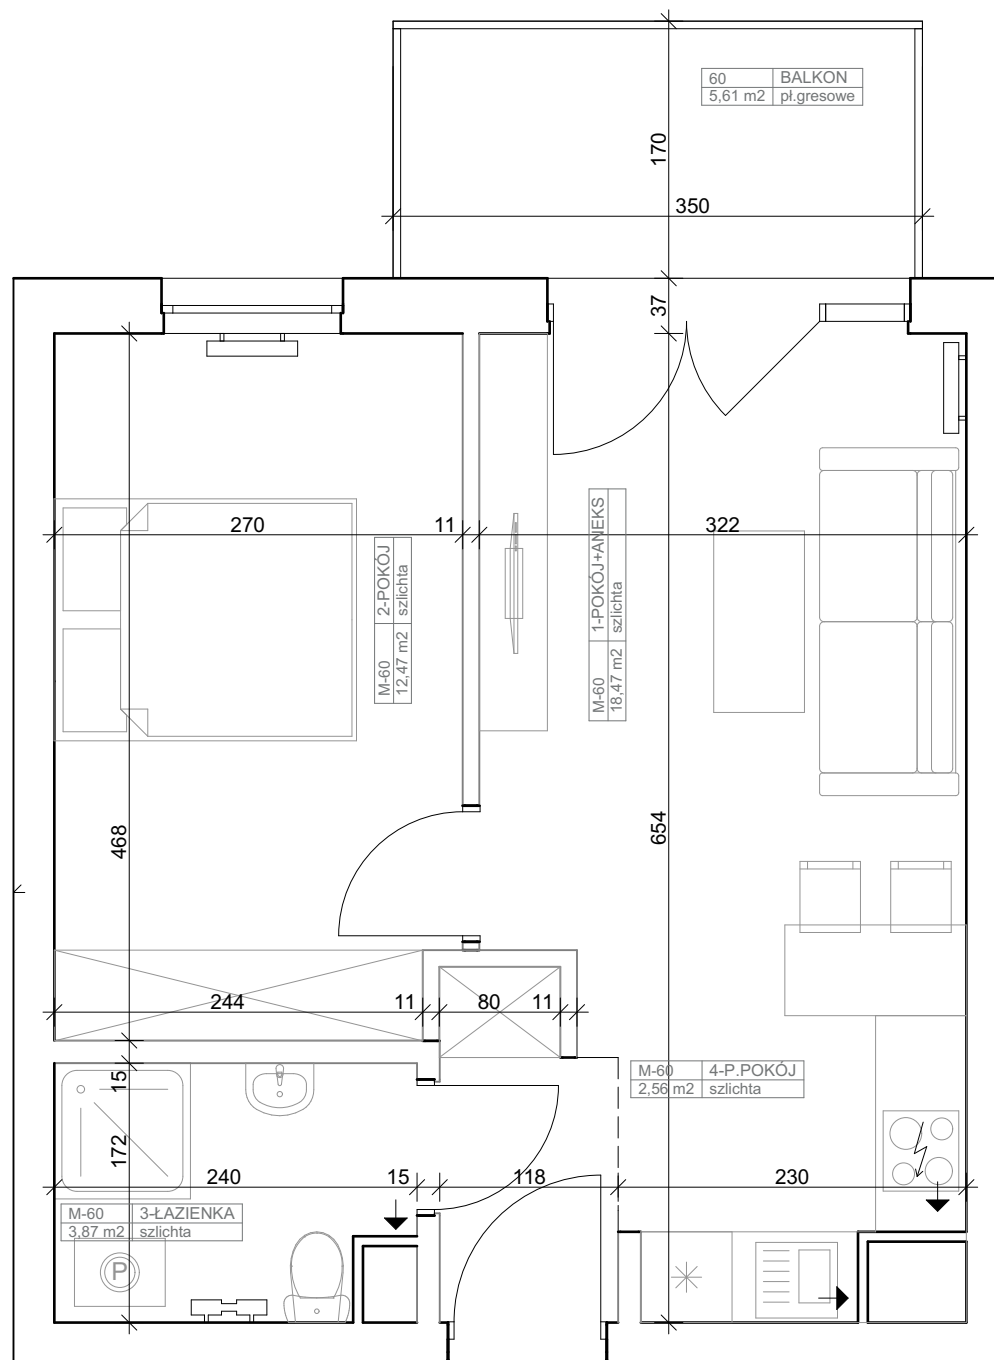 60 BALKON
5,61 m2 pł.gresowe
170
350
37
270
11
322
M-60 2-POKÓJ
12,47 m2 szlichta
M-60 1-POKÓJ+ANEKS
18,47 m2 szlichta
468
654
244
11
80
11
M-60 4-P.POKÓJ
2,56 m2 szlichta
15
172
240
15
118
230
M-60 3-ŁAZIENKA
3,87 m2 szlichta
P